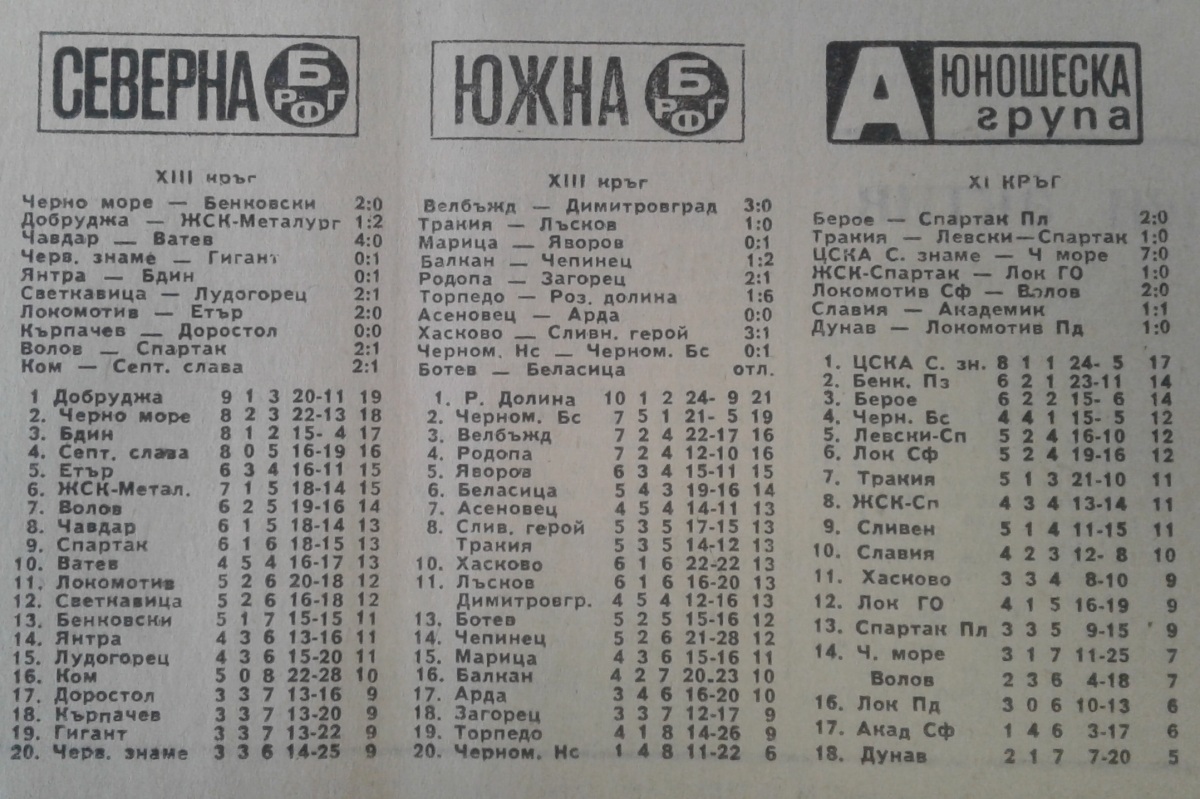 СЕВЕРНА Б РФГ
XIII кръг
Черно море — Бенковски 2:0
Добруджа — ЖСК-Металург 1:2
Чавдар — Ватев 4:0
Черв. знаме — Гигант 0:1
Янтра — Бдин 0:1
Светкавица — Лудогорец 2:1
Локомотив — Етър 2:0
Кърпачев — Доростол 0:0
Волов — Спартак 2:1
Ком — Септ. слава 2:1
1 Добруджа 9 1 3 20-11 19
2. Черно море 8 2 3 22-13 18
3. Бдин 8 1 2 15- 4 17
4. Септ. слава 8 0 5 16-19 16
5. Етър 6 3 4 16-11 15
6. ЖСК-Метал. 7 1 5 18-14 15
7. Волов 6 2 5 19-16 14
8. Чавдар 6 1 5 18-14 13
9. Спартак 6 1 6 18-15 13
10. Ватев 4 5 4 16-17 13
11. Локомотив 5 2 6 20-18 12
12. Светкавица 5 2 6 16-18 12
13. Бенковски 5 1 7 15-15 11
14. Янтра 4 3 6 13-16 11
15. Лудогорец 4 3 6 15-20 11
16. Ком 5 0 8 22-28 10
17. Доростол 3 3 7 13-16 9
18. Кърпачев 3 3 7 13-20 9
19. Гигант 3 3 7 13-22 9
20. Черв. знаме 3 3 6 14-25 9
ЮЖНА Б РФГ
XIII кръг
Велбъжд — Димитровград 3:0
Тракия — Лъсков 1:0
Марица — Яворов 0:1
Балкан — Чепинец 1:2
Родопа — Загорец 2:1
Торпедо — Роз. долина 1:6
Асеновец — Арда 0:0
Хасково — Сливн. герой 3:1
Черном. Нс — Черном. Бс 0:1
Ботев — Беласица отл.
1. Р. Долина 10 1 2 24- 9 21
2. Черном. Бс 7 5 1 21- 5 19
3. Велбъжд 7 2 4 22-17 16
4. Родопа 7 2 4 12-10 16
5. Яворов 6 3 4 15-11 15
6. Беласица 5 4 3 19-16 14
7. Асеновец 4 5 4 14-11 13
8. Слив. герой 5 3 5 17-15 13
Тракия 5 3 5 14-12 13
10. Хасково 6 1 6 22-22 13
11. Лъсков 6 1 6 16-20 13
Димитровгр. 4 5 4 12-16 13
13. Ботев 5 2 5 15-16 12
14. Чепинец 5 2 6 21-28 12
15. Марица 4 3 6 15-16 11
16. Балкан 4 2 7 20.23 10
17. Арда 3 4 6 16-20 10
18. Загорец 3 3 7 12-17 9
19. Торпедо 4 1 8 14-26 9
20. Черном. Нс 1 4 8 11-22 6
А ЮНОШЕСКА
група
XI КРЪГ
Берое — Спартак Пл 2:0
Тракия — Левски—Спартак 1:0
ЦСКА С. знаме — Ч море 7:0
ЖСК-Спартак — Лок ГО 1:0
Локомотив Сф — Волов 2:0
Славия — Академик 1:1
Дунав — Локомотив Пд 1:0
1. ЦСКА С. зн. 8 1 1 24- 5 17
2. Бенк. Пз 6 2 1 23-11 14
3. Берое 6 2 2 15- 6 14
4. Черн. Бс 4 4 1 15- 5 12
5. Левски-Сп 5 2 4 16-10 12
6. Лок Сф 5 2 4 19-16 12
7. Тракия 5 1 3 21-10 11
8. ЖСК-Сп 4 3 4 13-14 11
9. Сливен 5 1 4 11-15 11
10. Славия 4 2 3 12- 8 10
11. Хасково 3 3 4 8-10 9
12. Лок ГО 4 1 5 16-19 9
13. Спартак Пл 3 3 5 9-15 9
14. Ч. море 3 1 7 11-25 7
Волов 2 3 6 4-18 7
16. Лок Пд 3 0 6 10-13 6
17. Акад Сф 1 4 6 3-17 6
18. Дунав 2 1 7 7-20 5